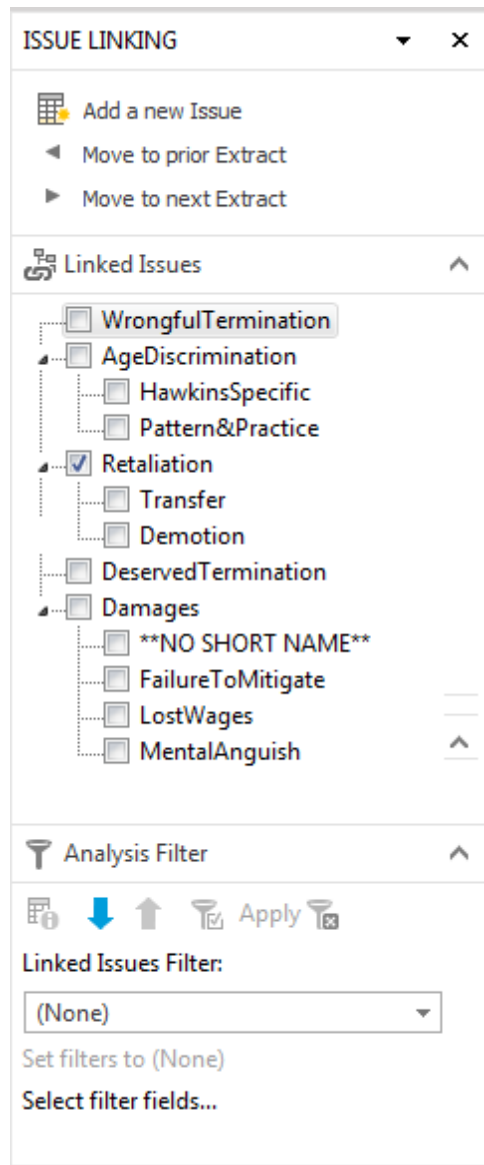 ISSUE LINKING
Add a new Issue
Move to prior Extract
Move to next Extract
Linked Issues
WrongfulTermination
AgeDiscrimination
HawkinsSpecific
Pattern&Practice
Retaliation
Transfer
Demotion
DeservedTermination
Damages
**NO SHORT NAME**
FailureToMitigate
LostWages
MentalAnguish
Analysis Filter
Apply
Linked Issues Filter:
(None)
Set filters to (None)
Select filter fields...